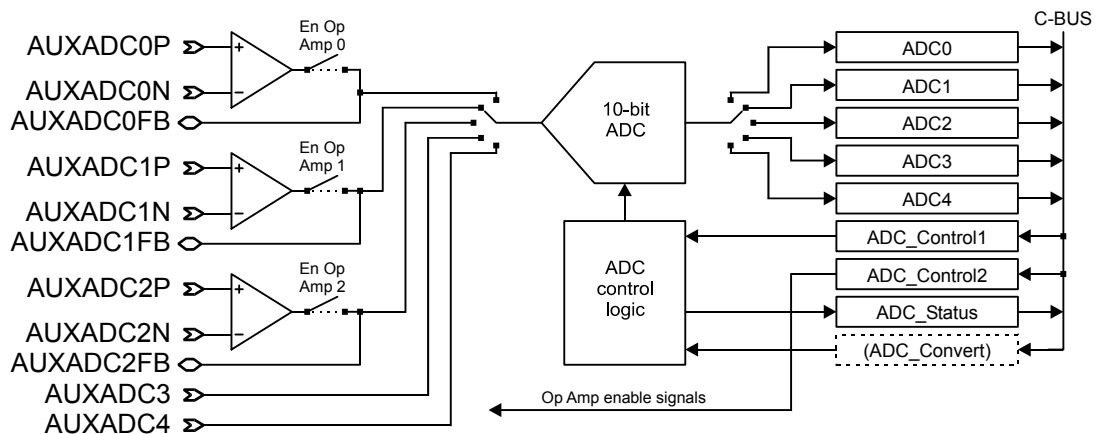 C-BUS
AUXADC0P
+
En Op
Amp 0
AUXADC0N
−
AUXADC0FB
AUXADC1P
+
En Op
Amp 1
AUXADC1N
−
AUXADC1FB
AUXADC2P
+
En Op
Amp 2
AUXADC2N
−
AUXADC2FB
AUXADC3
AUXADC4
10-bit
ADC
ADC
control
logic
ADC0
ADC1
ADC2
ADC3
ADC4
ADC_Control1
ADC_Control2
ADC_Status
(ADC_Convert)
Op Amp enable signals